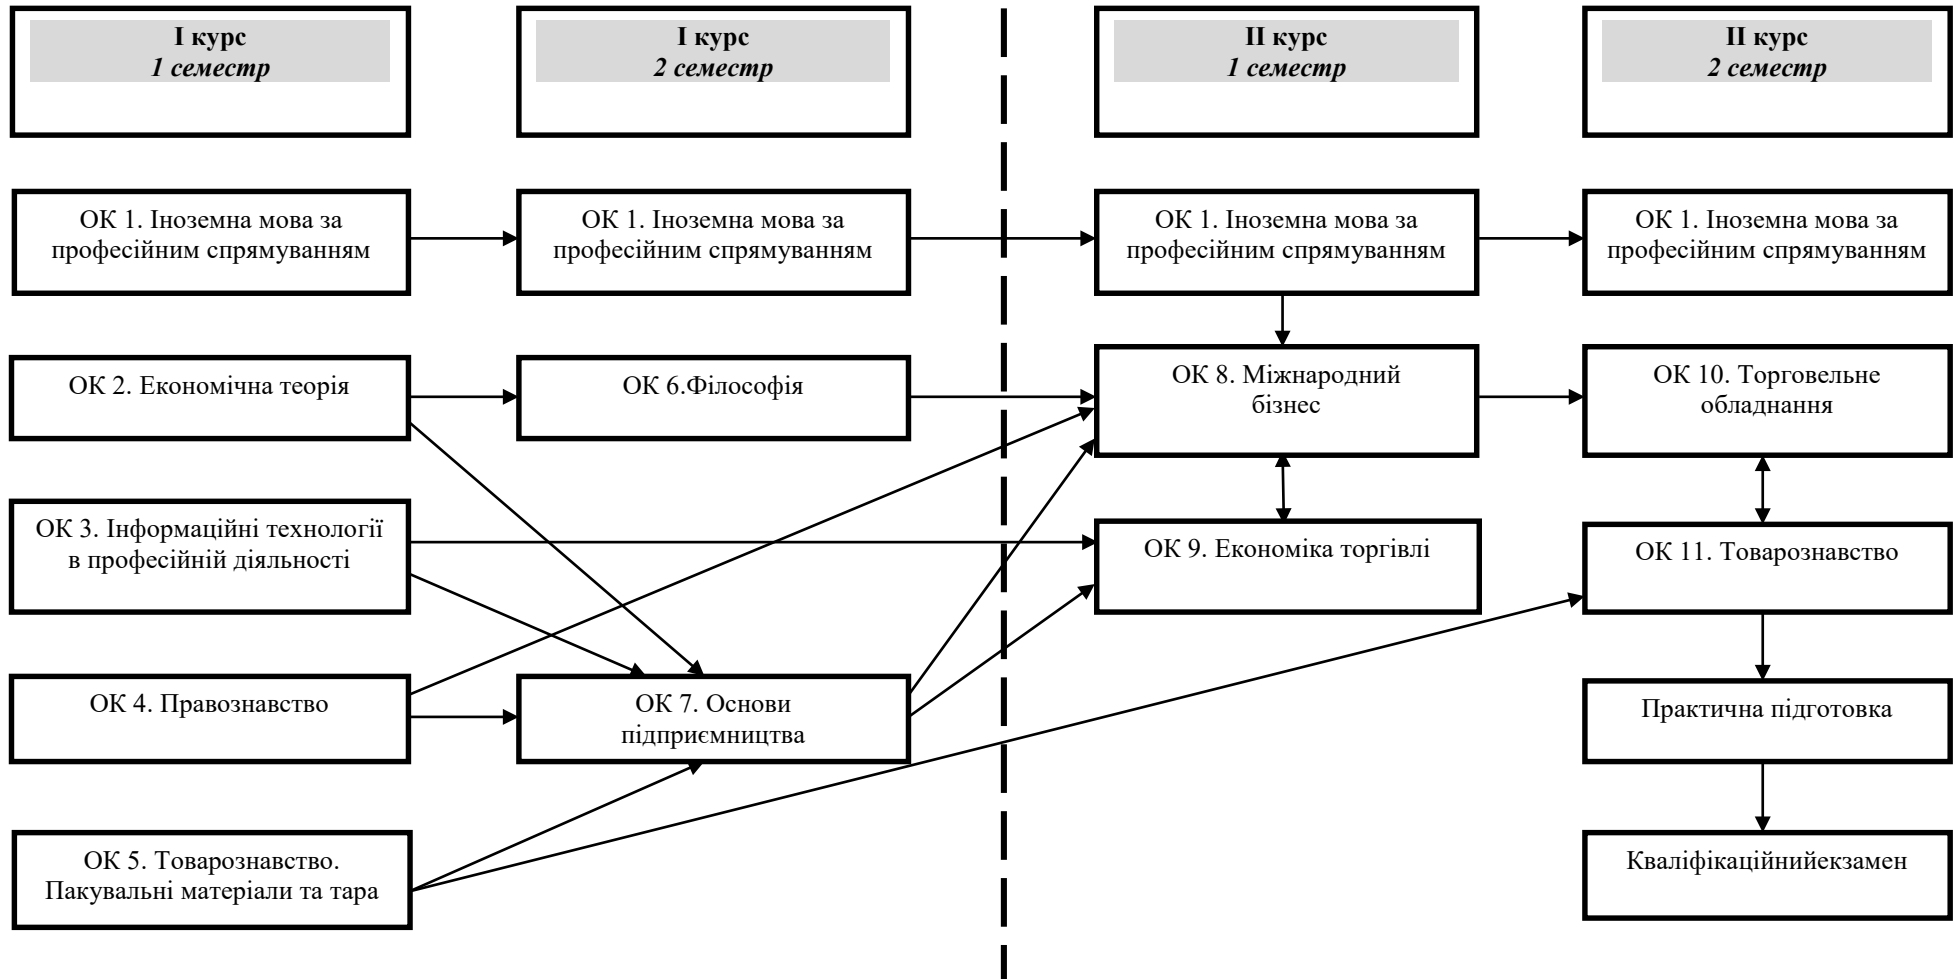 І курс
1 семестр
І курс
2 семестр
ІІ курс
1 семестр
ІІ курс
2 семестр
ОК 1. Іноземна мова за
професійним спрямуванням
ОК 1. Іноземна мова за
професійним спрямуванням
ОК 1. Іноземна мова за
професійним спрямуванням
ОК 1. Іноземна мова за
професійним спрямуванням
ОК 2. Економічна теорія
ОК 6.Філософія
ОК 8. Міжнародний
бізнес
ОК 10. Торговельне
обладнання
ОК 3. Інформаційні технології
в професійній діяльності
ОК 9. Економіка торгівлі
ОК 11. Товарознавство
ОК 4. Правознавство
ОК 7. Основи
підприємництва
Практична підготовка
ОК 5. Товарознавство.
Пакувальні матеріали та тара
Кваліфікаційнийекзамен